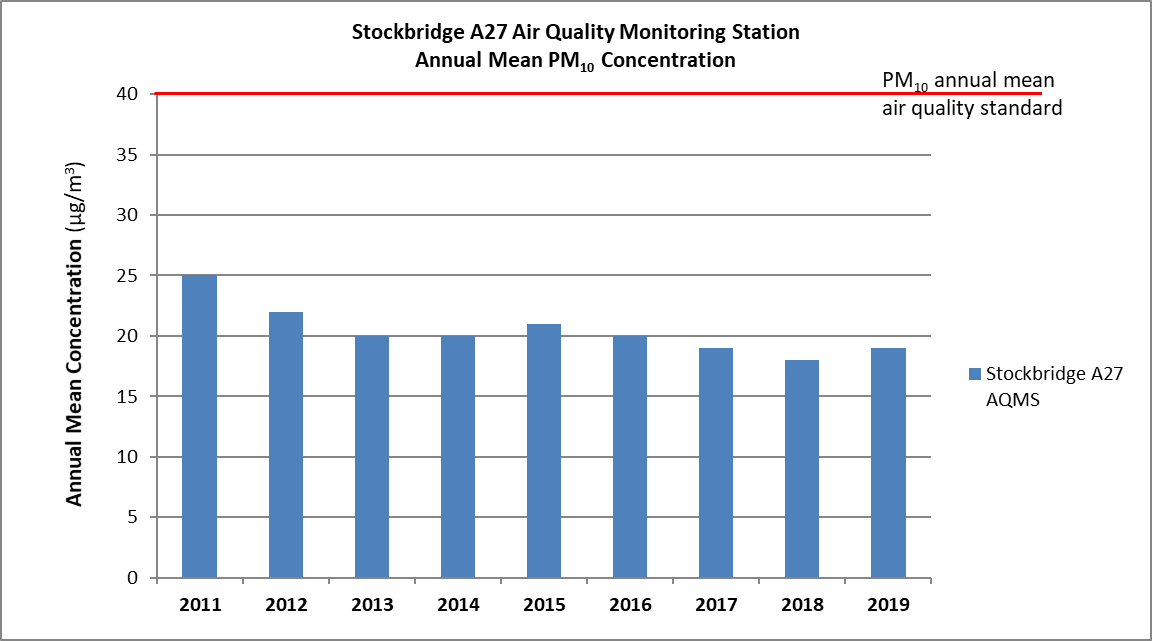 Stockbridge A27 Air Quality Monitoring Station
Annual Mean PM₁₀ Concentration
PM₁₀ annual mean
air quality standard
Annual Mean Concentration (µg/m³)
40
35
30
25
20
15
10
5
0
2011 2012 2013 2014 2015 2016 2017 2018 2019
Stockbridge A27
AQMS